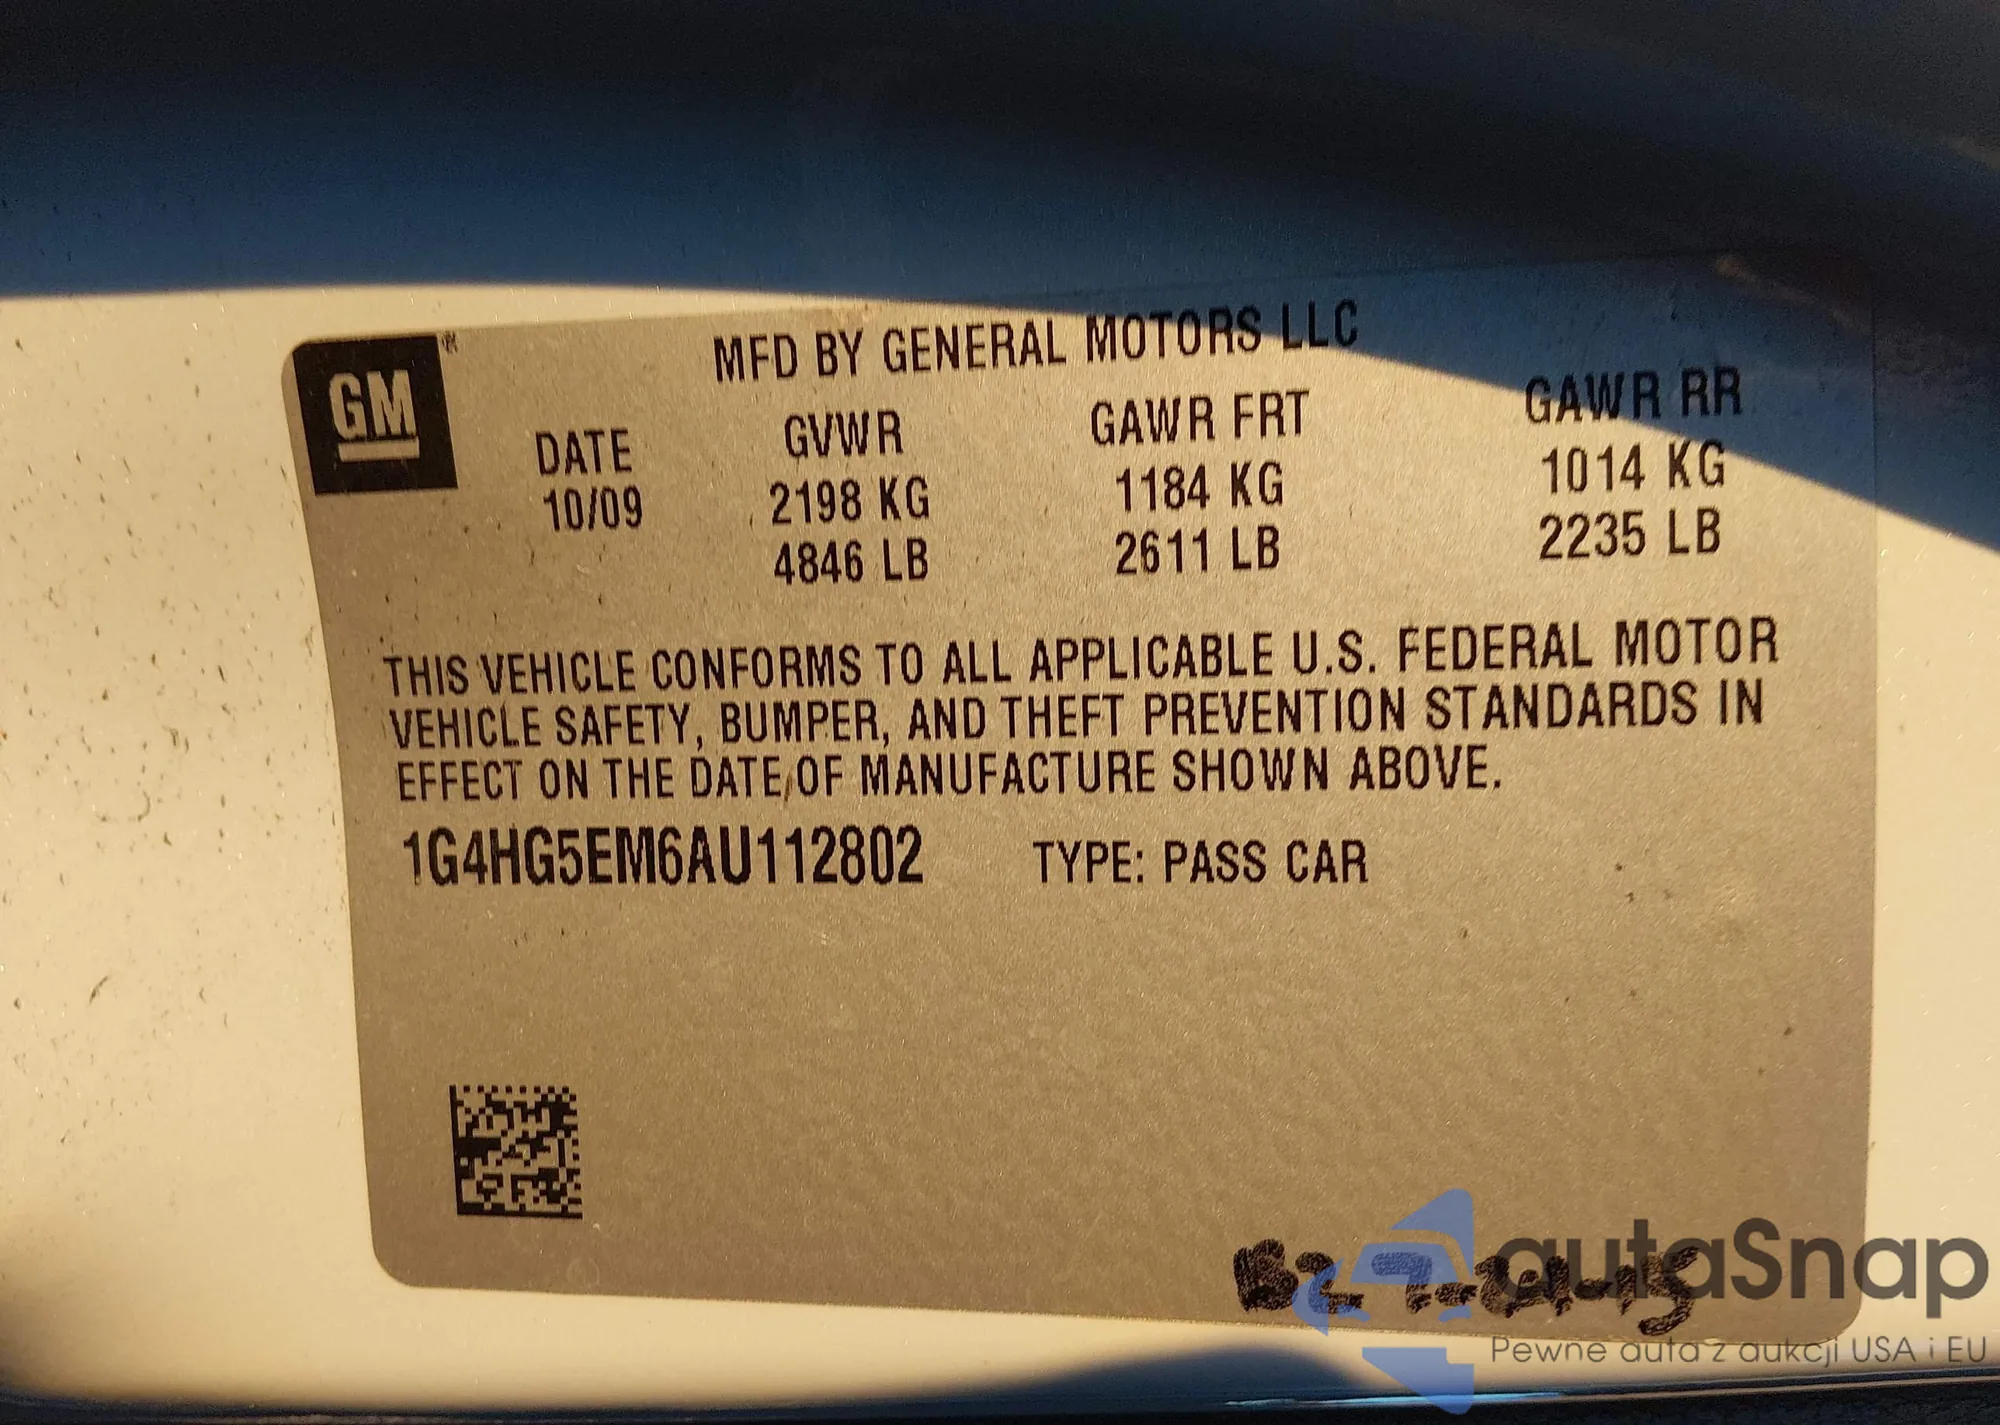 GM ®
MFD BY GENERAL MOTORS LLC
DATE GVWR GAWR FRT GAWR RR
10/09 2198 KG 1184 KG 1014 KG
4846 LB 2611 LB 2235 LB
THIS VEHICLE CONFORMS TO ALL APPLICABLE U.S. FEDERAL MOTOR
VEHICLE SAFETY, BUMPER, AND THEFT PREVENTION STANDARDS IN
EFFECT ON THE DATE OF MANUFACTURE SHOWN ABOVE.
1G4HG5EM6AU112802 TYPE: PASS CAR
autaSnap
Pewne auta z aukcji USA i EU